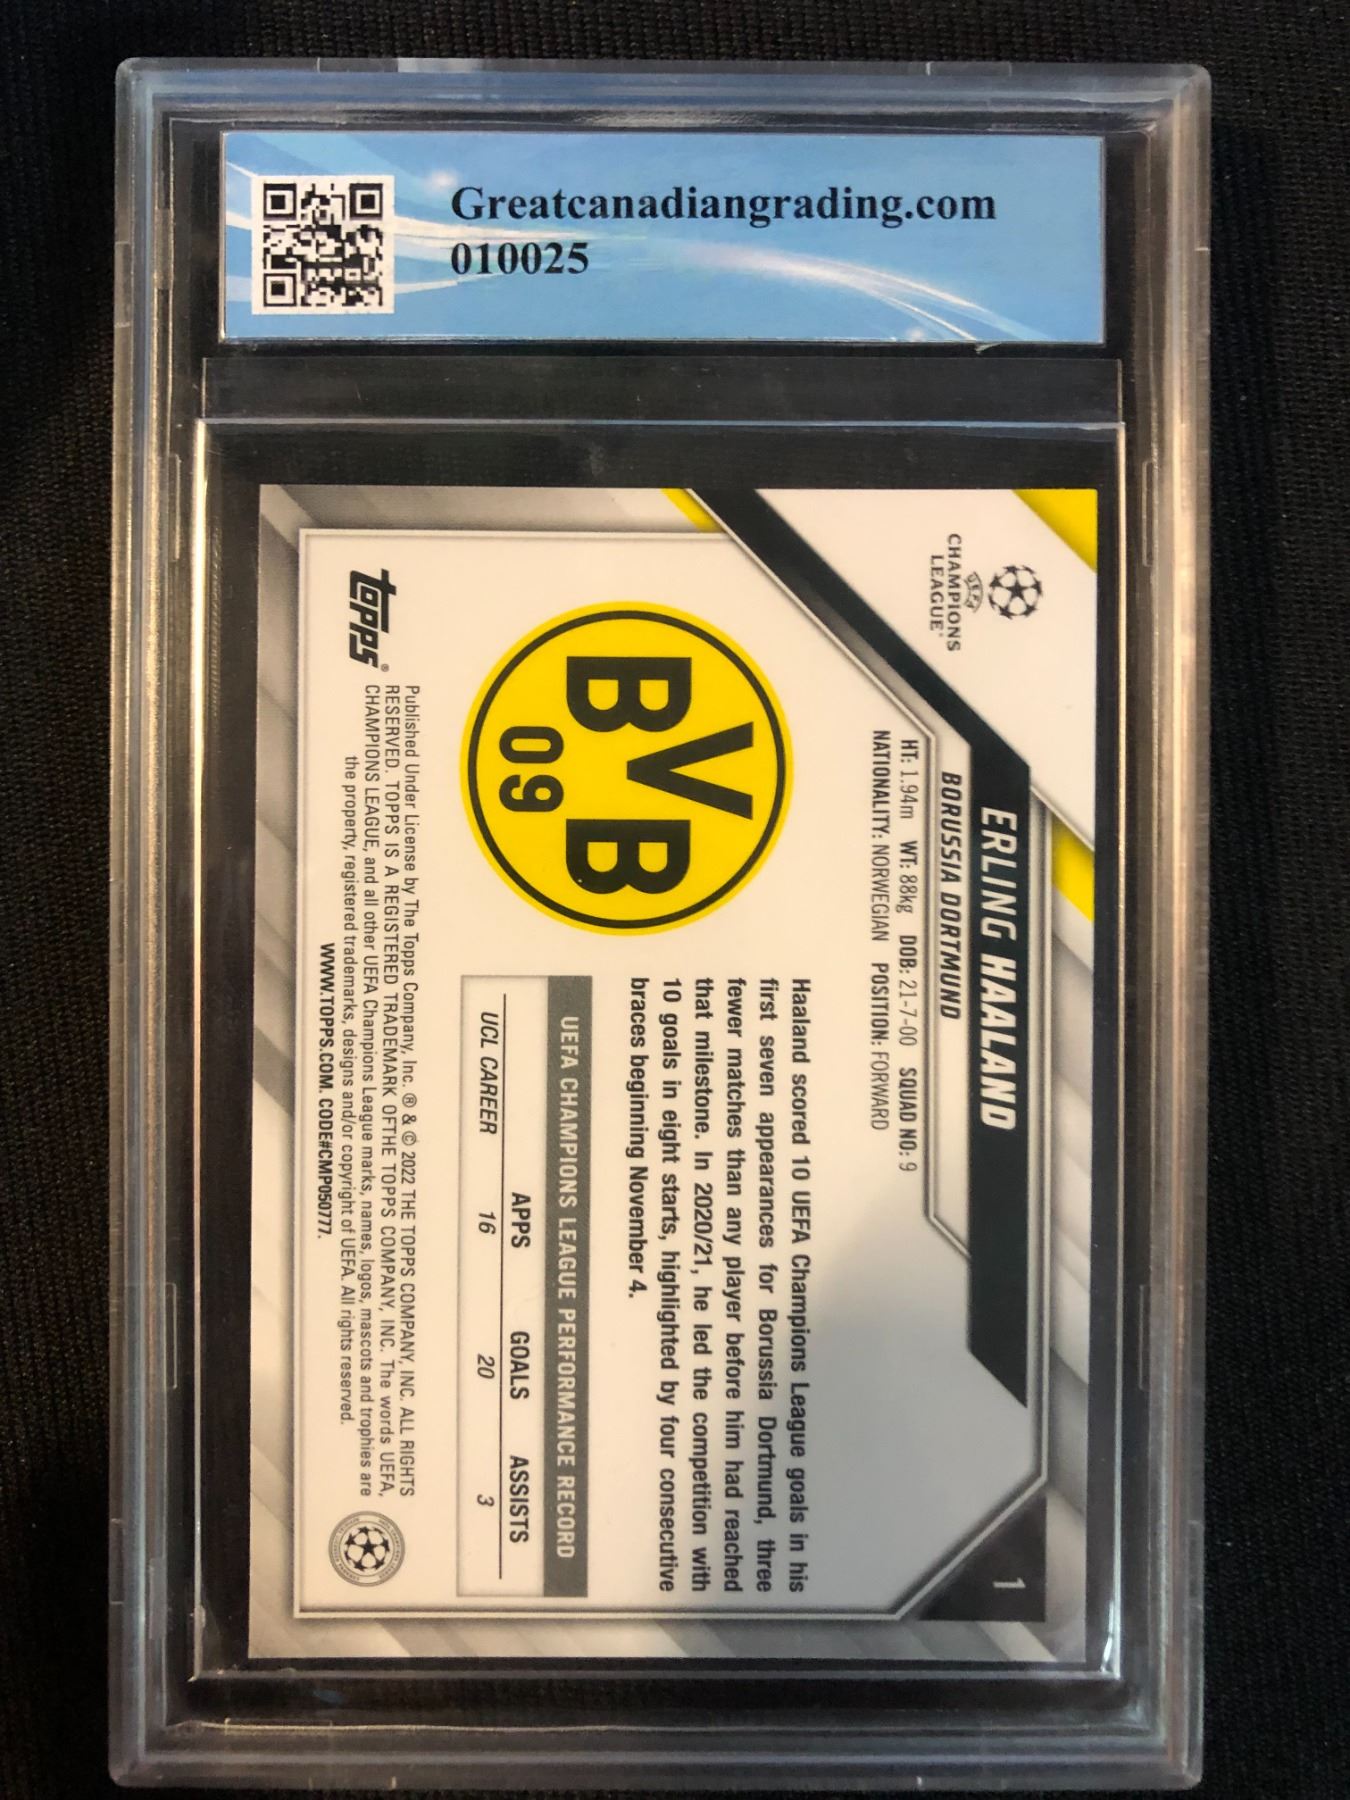 Greatcanadiangrading.com
010025
CHAMPIONS
LEAGUE
ERLING HAALAND
BORUSSIA DORTMUND
HT: 1.94m WT: 88kg DOB: 21-7-00 SQUAD NO: 9
NATIONALITY: NORWEGIAN POSITION: FORWARD
1
BVB
09
Haaland scored 10 UEFA Champions League goals in his
first seven appearances for Borussia Dortmund, three
fewer matches than any player before him had reached
that milestone. In 2020/21, he led the competition with
10 goals in eight starts, highlighted by four consecutive
braces beginning November 4.
UEFA CHAMPIONS LEAGUE PERFORMANCE RECORD
APPS GOALS ASSISTS
UCL CAREER 16 20 3
topps®
Published Under License by The Topps Company, Inc. ® & © 2022 THE TOPPS COMPANY, INC. ALL RIGHTS
RESERVED. TOPPS IS A REGISTERED TRADEMARK OFTHE TOPPS COMPANY, INC. The words UEFA,
CHAMPIONS LEAGUE, and all other UEFA Champions League marks, names, logos, mascots and trophies are
the property, registered trademarks, designs and/or copyright of UEFA. All rights reserved.
WWW.TOPPS.COM. CODE#CMP050777.